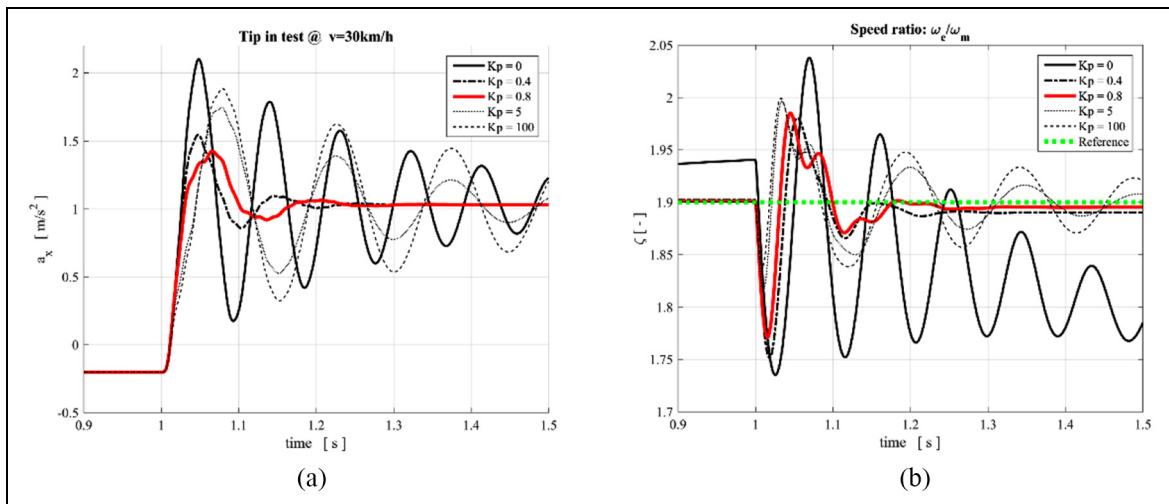 Tip in test @ v=30km/h
a_x [ m/s^2 ]
2
1.5
1
0.5
0
-0.5
Kp = 0
Kp = 0.4
Kp = 0.8
Kp = 5
Kp = 100
0.9 1 1.1 1.2 1.3 1.4 1.5
time [ s ]
(a)
Speed ratio: ω_e/ω_m
ς [ - ]
2.05
2
1.95
1.9
1.85
1.8
1.75
1.7
Kp = 0
Kp = 0.4
Kp = 0.8
Kp = 5
Kp = 100
Reference
0.9 1 1.1 1.2 1.3 1.4 1.5
time [ s ]
(b)